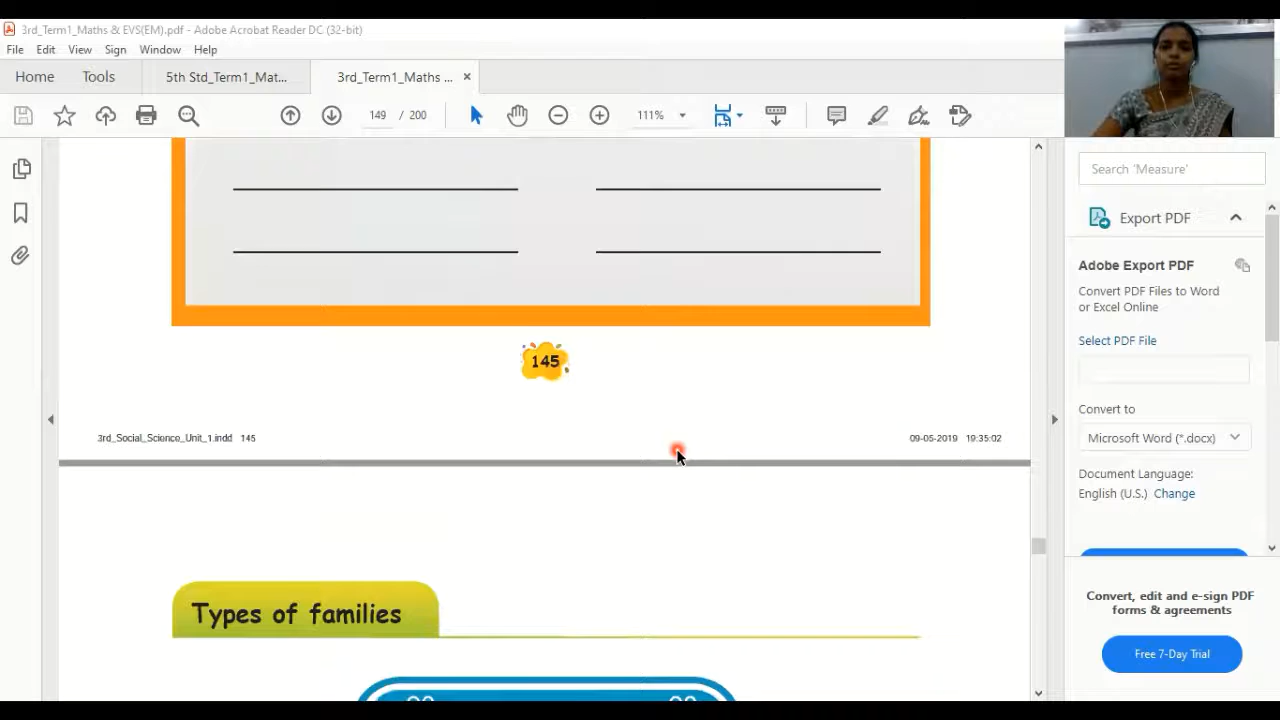 3rd_Term1_Maths & EVS(EM).pdf - Adobe Acrobat Reader DC (32-bit)
File Edit View Sign Window Help
Home Tools 5th Std_Term1_Mat... 3rd_Term1_Maths ... ×
149 / 200 111%
Search 'Measure'
Export PDF
Adobe Export PDF
Convert PDF Files to Word
or Excel Online
Select PDF File
Convert to
Microsoft Word (*.docx)
Document Language:
English (U.S.) Change
Convert, edit and e-sign PDF
forms & agreements
Free 7-Day Trial
145
3rd_Social_Science_Unit_1.indd 145 09-05-2019 19:35:02
Types of families